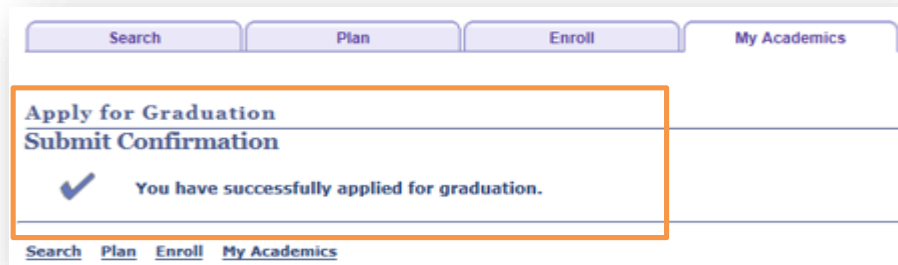 Search Plan Enroll My Academics
Apply for Graduation
Submit Confirmation
You have successfully applied for graduation.
Search Plan Enroll My Academics